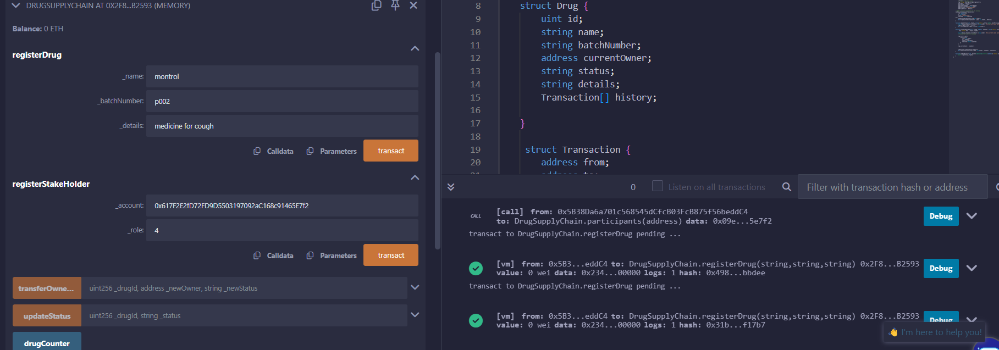 DRUGSUPPLYCHAIN AT 0X2F8...B2593 (MEMORY)
Balance: 0 ETH
registerDrug
_name: montrol
_batchNumber: p002
_details: medicine for cough
Calldata Parameters transact
registerStakeHolder
_account: 0x617F2E2fD72FD9D5503197092aC168c91465E7f2
_role: 4
Calldata Parameters transact
transferOwne... uint256 _drugId, address _newOwner, string _newStatus
updateStatus uint256 _drugId, string _status
drugCounter
8 struct Drug {
9 uint id;
10 string name;
11 string batchNumber;
12 address currentOwner;
13 string status;
14 string details;
15 Transaction[] history;
16
17 }
18
19 struct Transaction {
20 address from;
21 address to;
0 Listen on all transactions Filter with transaction hash or address
CALL [call] from: 0x5B38Da6a701c568545dCfcB03FcB875f56beddC4
to: DrugSupplyChain.participants(address) data: 0x09e...5e7f2
Debug
transact to DrugSupplyChain.registerDrug pending ...
[vm] from: 0x5B3...eddC4 to: DrugSupplyChain.registerDrug(string,string,string) 0x2F8...B2593
value: 0 wei data: 0x234...00000 logs: 1 hash: 0x498...bbdee
Debug
transact to DrugSupplyChain.registerDrug pending ...
[vm] from: 0x5B3...eddC4 to: DrugSupplyChain.registerDrug(string,string,string) 0x2F8...B2593
value: 0 wei data: 0x234...00000 logs: 1 hash: 0x31b...f17b7
Debug
👋 I'm here to help you!